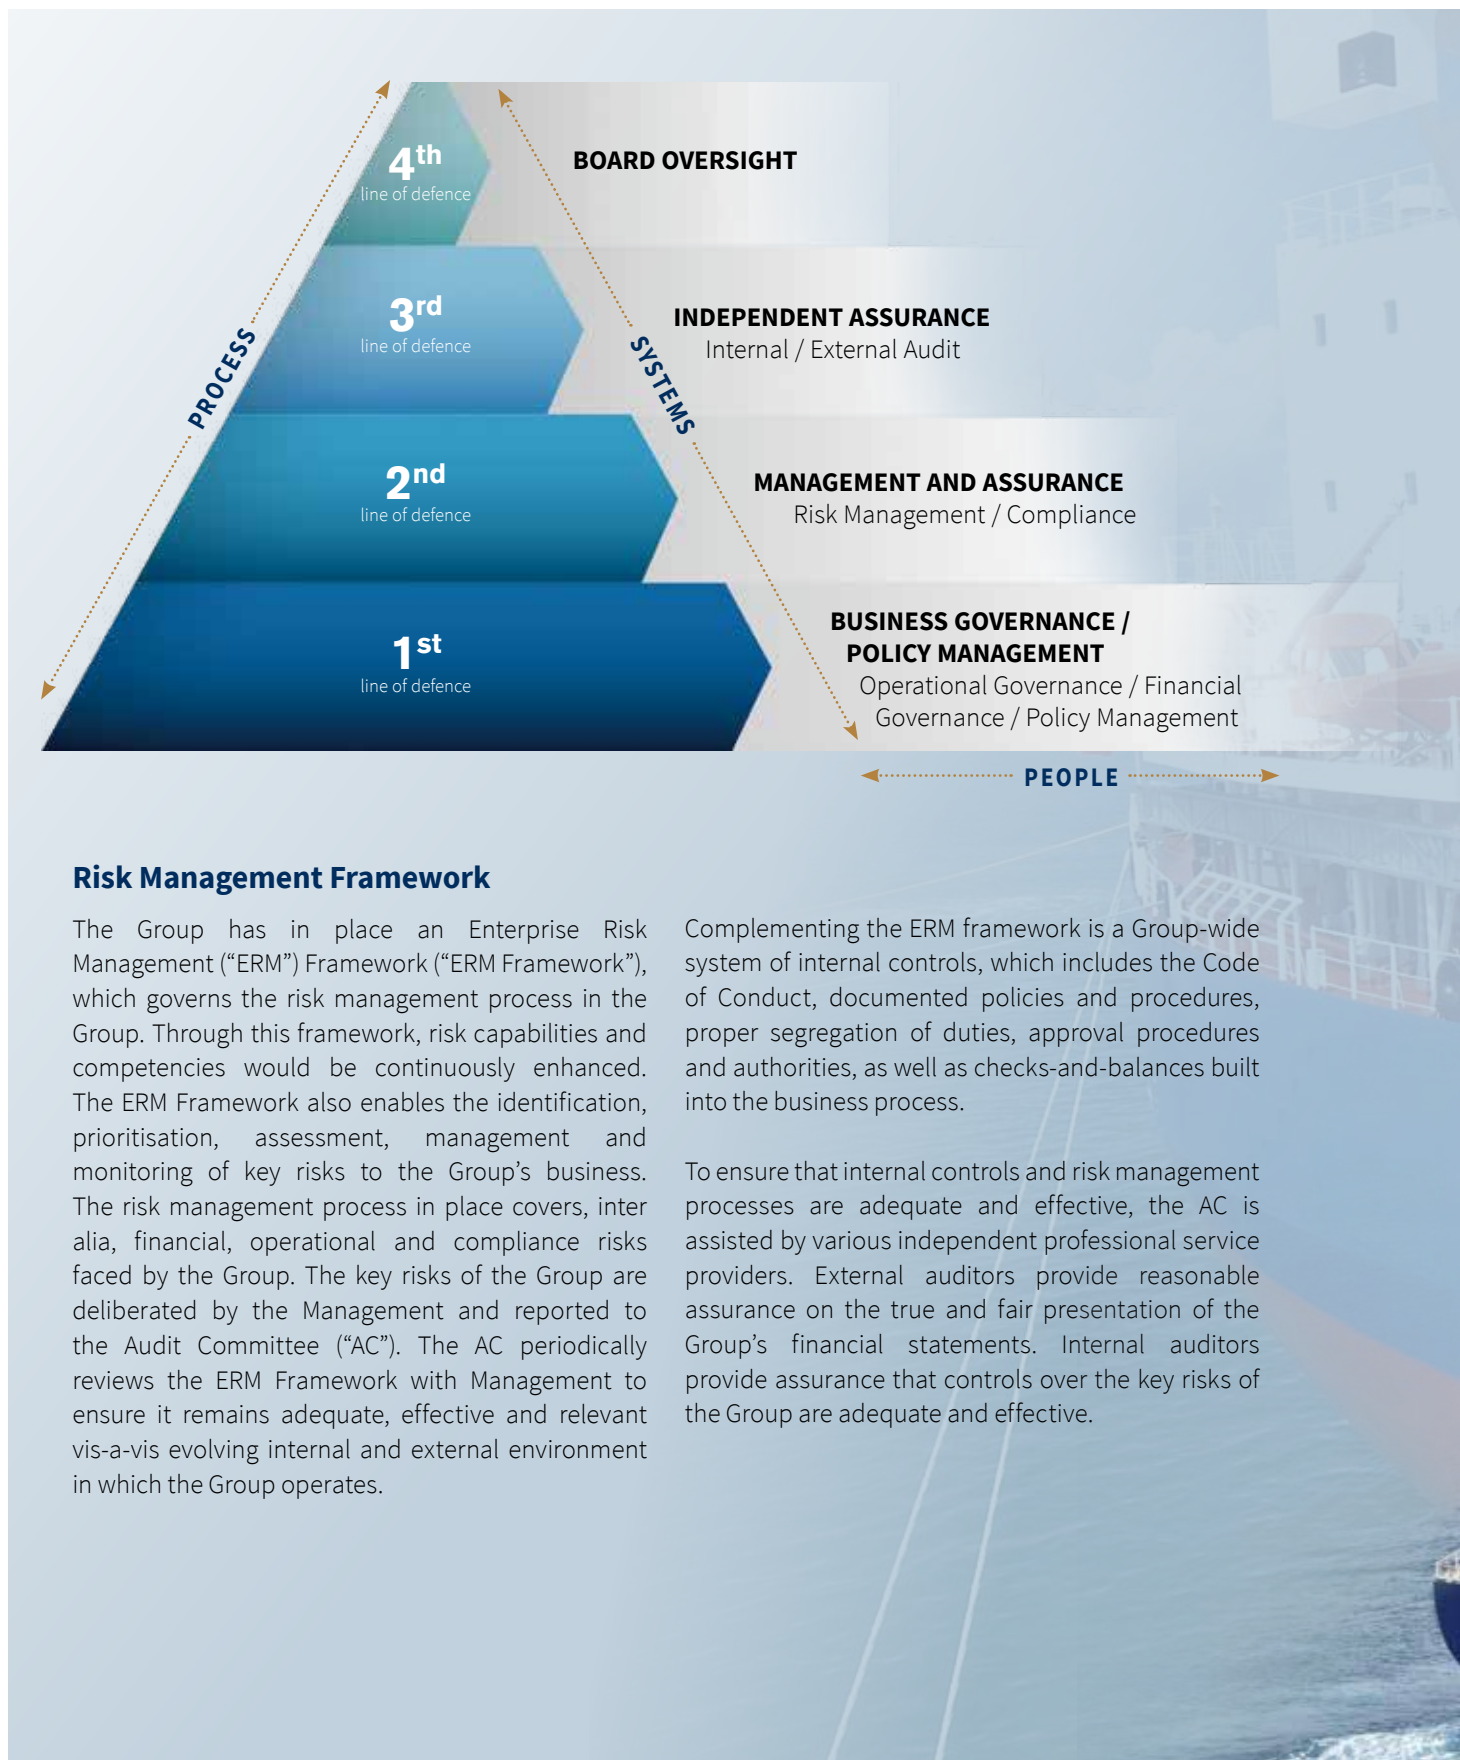 4th
line of defence
BOARD OVERSIGHT
3rd
line of defence
INDEPENDENT ASSURANCE
Internal / External Audit
PROCESS
SYSTEMS
2nd
line of defence
MANAGEMENT AND ASSURANCE
Risk Management / Compliance
1st
line of defence
BUSINESS GOVERNANCE /
POLICY MANAGEMENT
Operational Governance / Financial
Governance / Policy Management
PEOPLE
Risk Management Framework
The Group has in place an Enterprise Risk
Management (“ERM”) Framework (“ERM Framework”),
which governs the risk management process in the
Group. Through this framework, risk capabilities and
competencies would be continuously enhanced.
The ERM Framework also enables the identification,
prioritisation, assessment, management and
monitoring of key risks to the Group’s business.
The risk management process in place covers, inter
alia, financial, operational and compliance risks
faced by the Group. The key risks of the Group are
deliberated by the Management and reported to
the Audit Committee (“AC”). The AC periodically
reviews the ERM Framework with Management to
ensure it remains adequate, effective and relevant
vis-a-vis evolving internal and external environment
in which the Group operates.
Complementing the ERM framework is a Group-wide
system of internal controls, which includes the Code
of Conduct, documented policies and procedures,
proper segregation of duties, approval procedures
and authorities, as well as checks-and-balances built
into the business process.
To ensure that internal controls and risk management
processes are adequate and effective, the AC is
assisted by various independent professional service
providers. External auditors provide reasonable
assurance on the true and fair presentation of the
Group’s financial statements. Internal auditors
provide assurance that controls over the key risks of
the Group are adequate and effective.